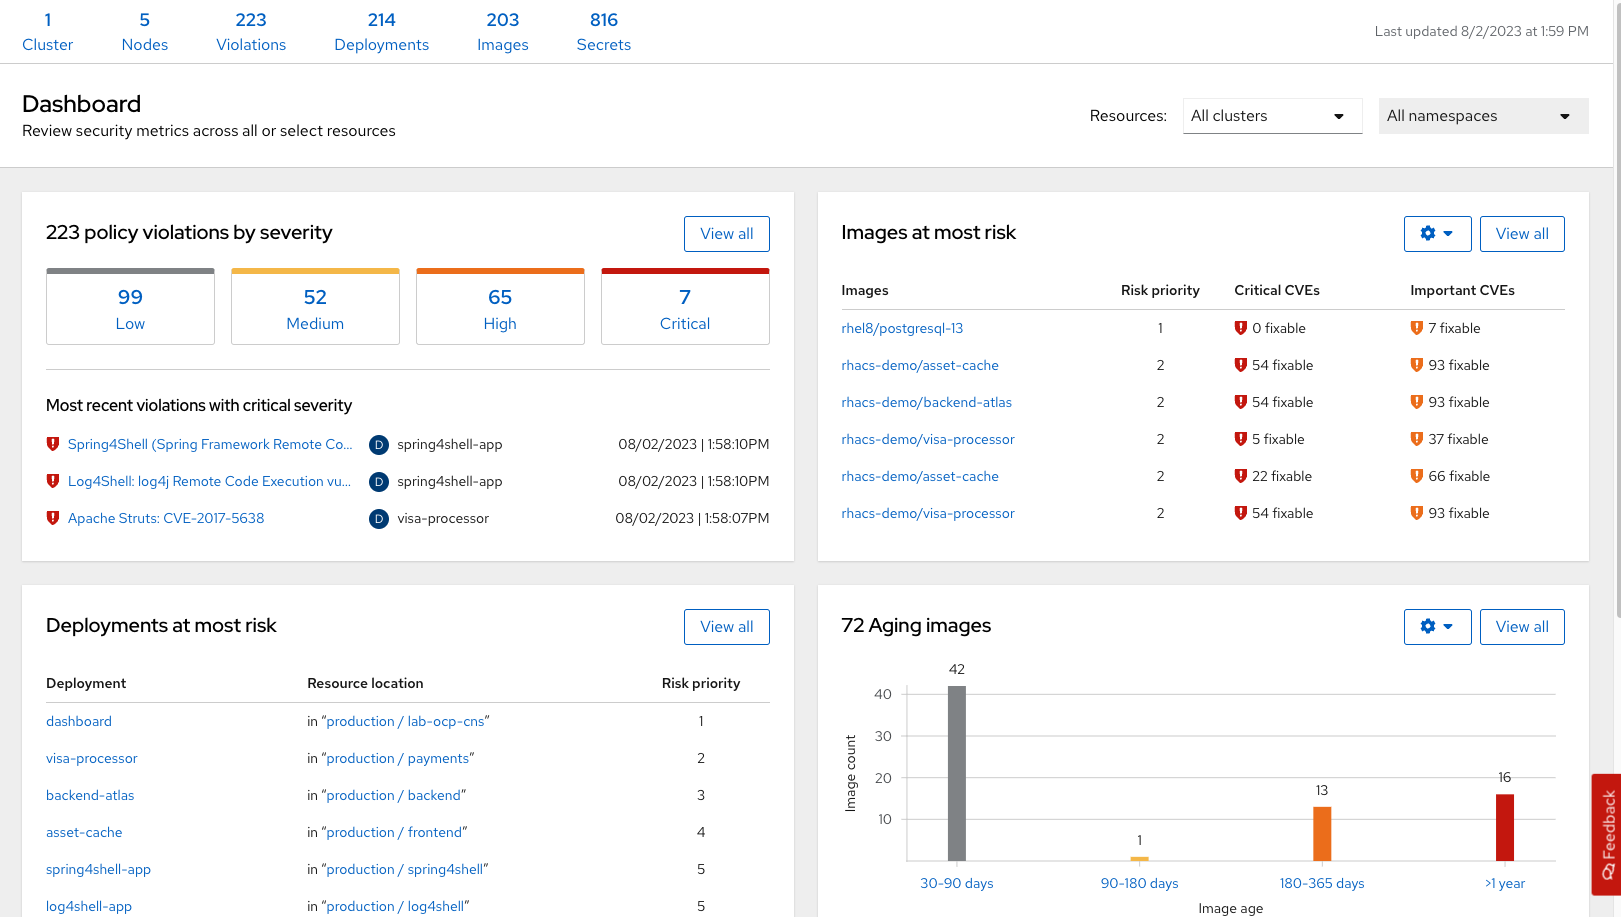 1 5 223 214 203 816
Cluster Nodes Violations Deployments Images Secrets
Last updated 8/2/2023 at 1:59 PM
Dashboard
Review security metrics across all or select resources
Resources: All clusters All namespaces
223 policy violations by severity View all
99 52 65 7
Low Medium High Critical
Most recent violations with critical severity
Spring4Shell (Spring Framework Remote Co... D spring4shell-app 08/02/2023 | 1:58:10PM
Log4Shell: log4j Remote Code Execution vu... D spring4shell-app 08/02/2023 | 1:58:10PM
Apache Struts: CVE-2017-5638 D visa-processor 08/02/2023 | 1:58:07PM
Images at most risk View all
Images Risk priority Critical CVEs Important CVEs
rhel8/postgresql-13 1 0 fixable 7 fixable
rhacs-demo/asset-cache 2 54 fixable 93 fixable
rhacs-demo/backend-atlas 2 54 fixable 93 fixable
rhacs-demo/visa-processor 2 5 fixable 37 fixable
rhacs-demo/asset-cache 2 22 fixable 66 fixable
rhacs-demo/visa-processor 2 54 fixable 93 fixable
Deployments at most risk View all
Deployment Resource location Risk priority
dashboard in “production / lab-ocp-cns” 1
visa-processor in “production / payments” 2
backend-atlas in “production / backend” 3
asset-cache in “production / frontend” 4
spring4shell-app in “production / spring4shell” 5
log4shell-app in “production / log4shell” 5
72 Aging images View all
42
40
30
20
10
1
13
16
Image count
30-90 days 90-180 days 180-365 days >1 year
Image age
Feedback